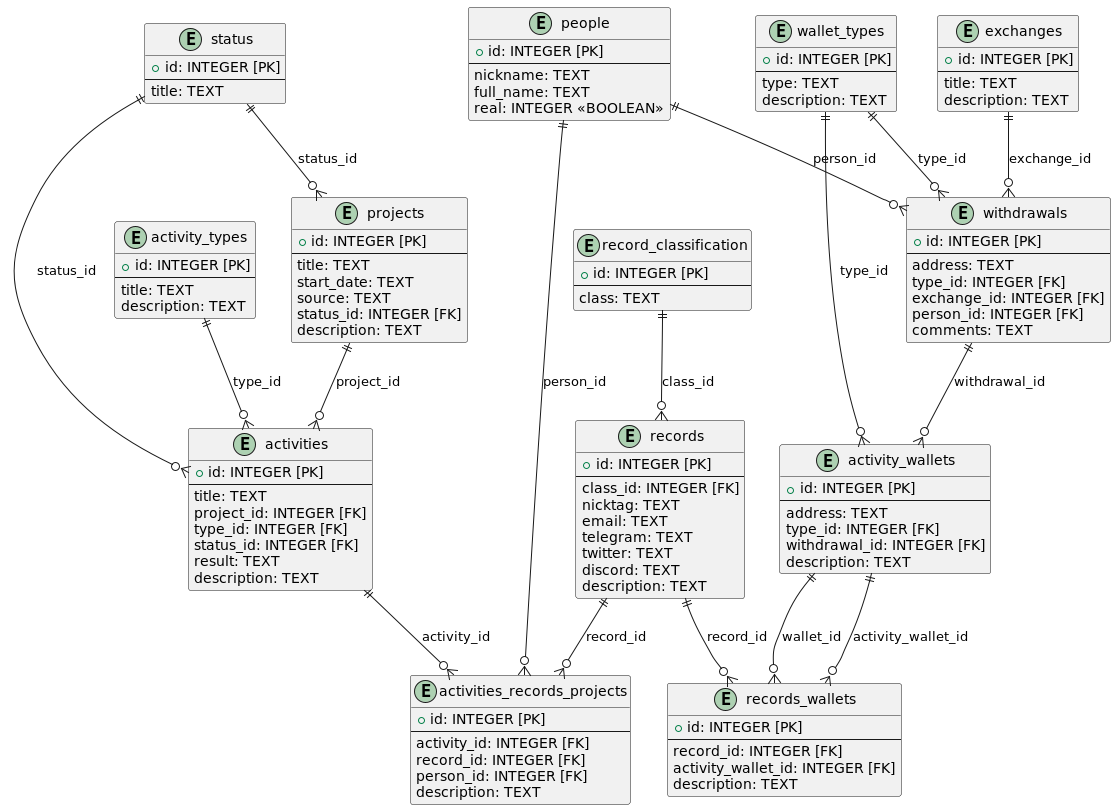 E status
id: INTEGER [PK]
title: TEXT
E people
id: INTEGER [PK]
nickname: TEXT
full_name: TEXT
real: INTEGER «BOOLEAN»
E wallet_types
id: INTEGER [PK]
type: TEXT
description: TEXT
E exchanges
id: INTEGER [PK]
title: TEXT
description: TEXT
status_id
person_id
type_id
exchange_id
E activity_types
id: INTEGER [PK]
title: TEXT
description: TEXT
E projects
id: INTEGER [PK]
title: TEXT
start_date: TEXT
source: TEXT
status_id: INTEGER [FK]
description: TEXT
E record_classification
id: INTEGER [PK]
class: TEXT
E withdrawals
id: INTEGER [PK]
address: TEXT
type_id: INTEGER [FK]
exchange_id: INTEGER [FK]
person_id: INTEGER [FK]
comments: TEXT
status_id
type_id
type_id
project_id
person_id
class_id
withdrawal_id
E activities
id: INTEGER [PK]
title: TEXT
project_id: INTEGER [FK]
type_id: INTEGER [FK]
status_id: INTEGER [FK]
result: TEXT
description: TEXT
E records
id: INTEGER [PK]
class_id: INTEGER [FK]
nicktag: TEXT
email: TEXT
telegram: TEXT
twitter: TEXT
discord: TEXT
description: TEXT
E activity_wallets
id: INTEGER [PK]
address: TEXT
type_id: INTEGER [FK]
withdrawal_id: INTEGER [FK]
description: TEXT
activity_id
record_id
record_id
wallet_id
activity_wallet_id
E activities_records_projects
id: INTEGER [PK]
activity_id: INTEGER [FK]
record_id: INTEGER [FK]
person_id: INTEGER [FK]
description: TEXT
E records_wallets
id: INTEGER [PK]
record_id: INTEGER [FK]
activity_wallet_id: INTEGER [FK]
description: TEXT